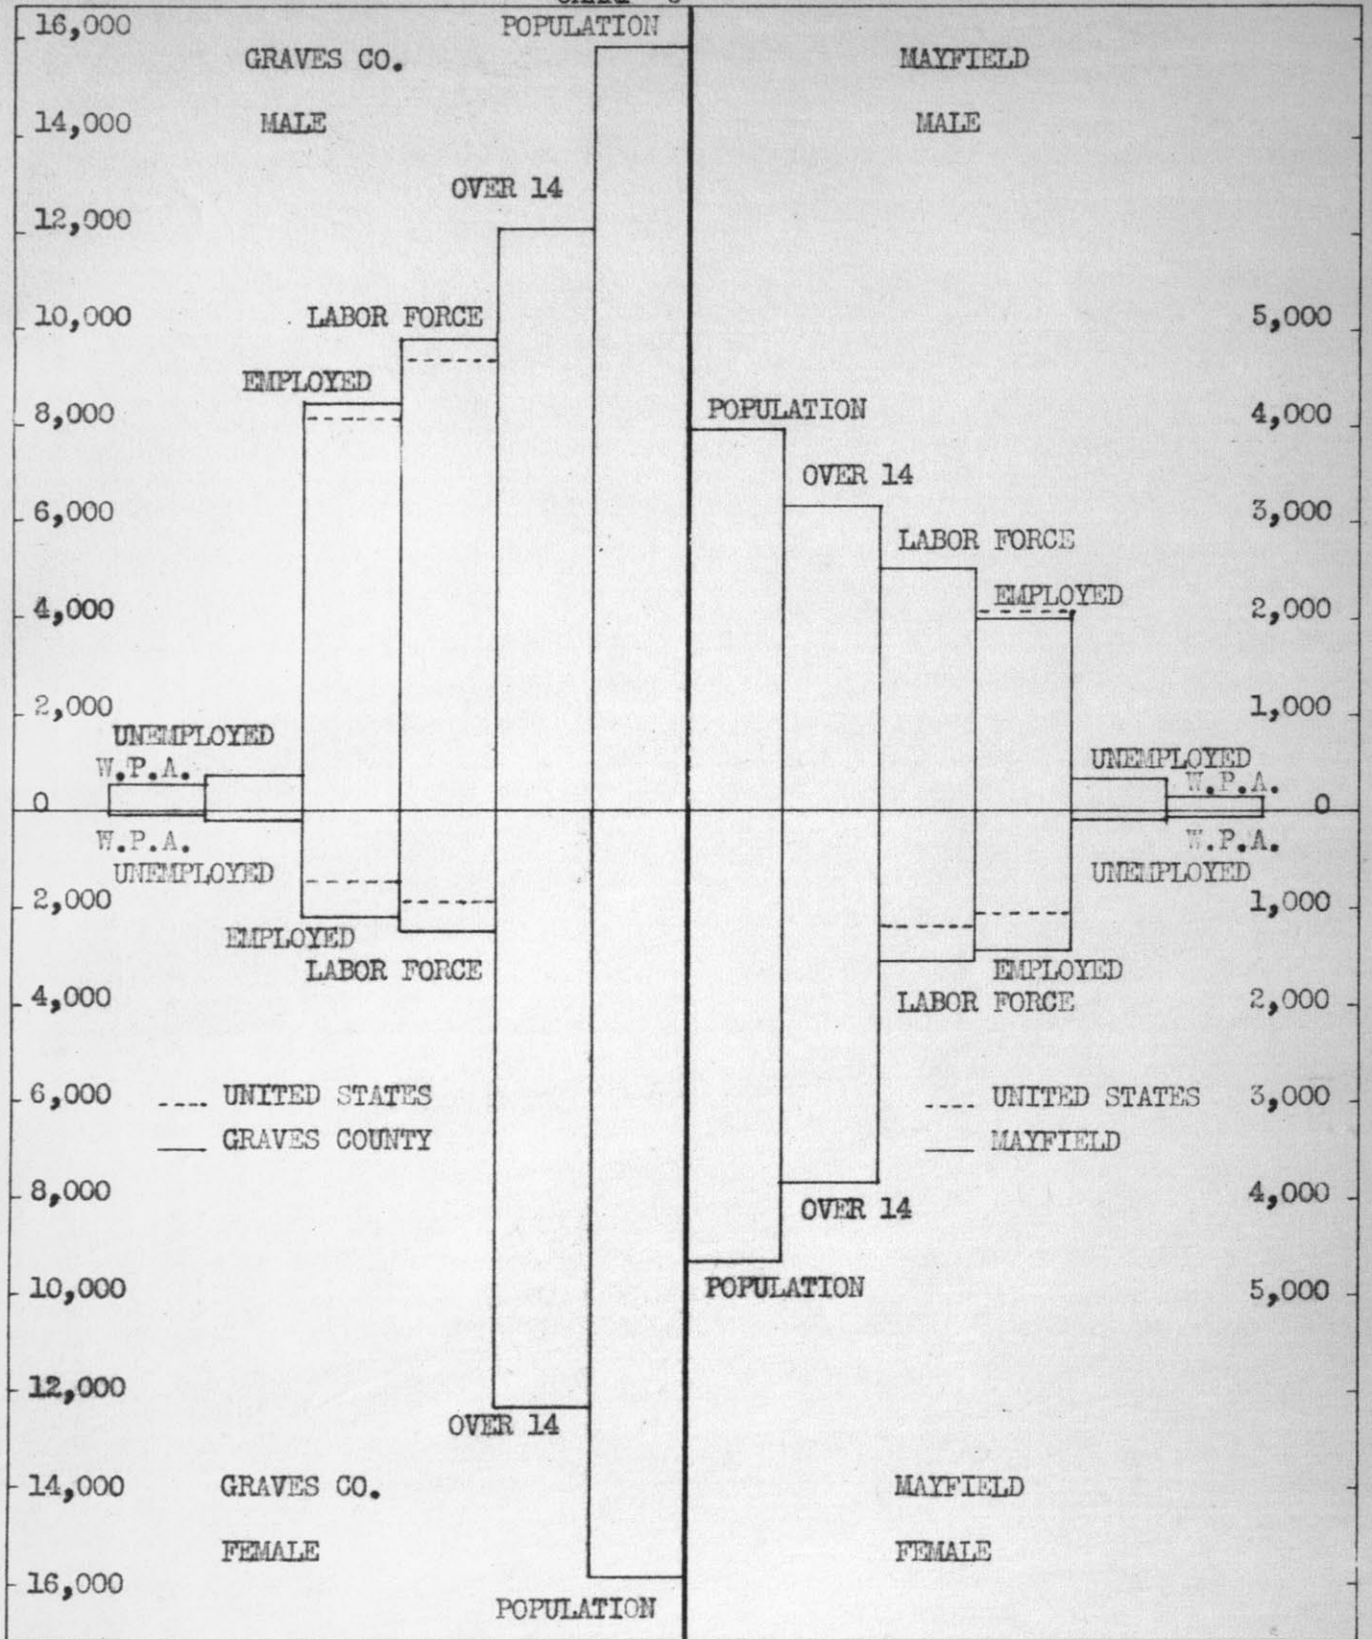 POPULATION
16,000
GRAVES CO. MAYFIELD
14,000 MALE MALE
OVER 14
12,000
10,000 LABOR FORCE 5,000
EMPLOYED
8,000 POPULATION 4,000
OVER 14
6,000 3,000
LABOR FORCE
4,000 EMPLOYED 2,000
2,000 1,000
UNEMPLOYED UNEMPLOYED
W.P.A. W.P.A.
0 0
W.P.A. W.P.A.
UNEMPLOYED UNEMPLOYED
2,000 1,000
EMPLOYED
LABOR FORCE EMPLOYED
4,000 LABOR FORCE 2,000
6,000 UNITED STATES UNITED STATES 3,000
GRAVES COUNTY MAYFIELD
8,000 4,000
OVER 14
10,000 POPULATION 5,000
12,000
OVER 14
14,000 GRAVES CO. MAYFIELD
FEMALE FEMALE
16,000
POPULATION